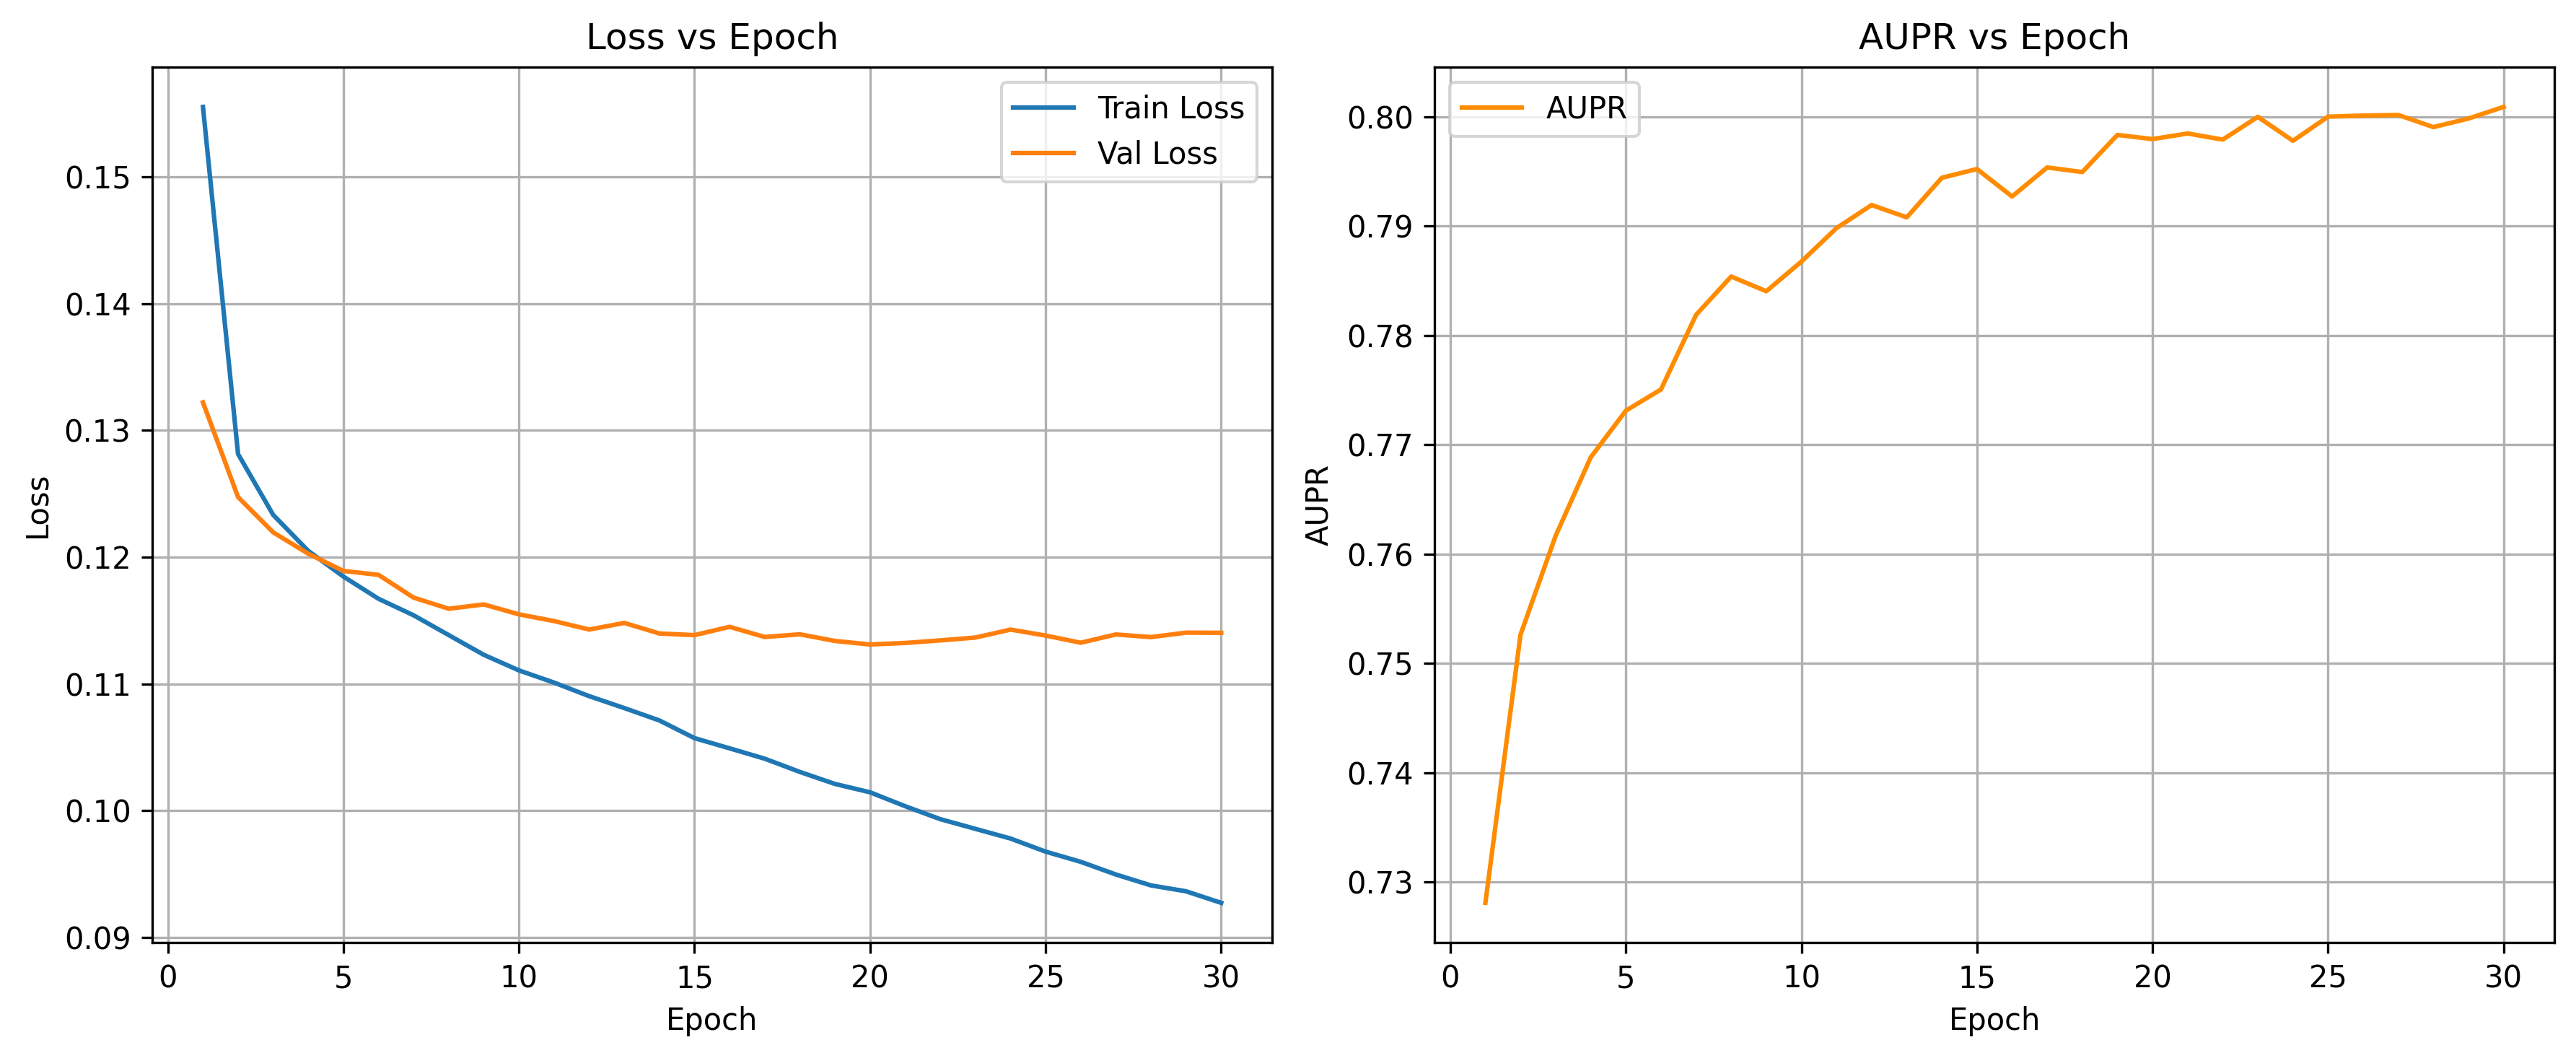 Loss vs Epoch
Train Loss
Val Loss
0.15
0.14
0.13
0.12
0.11
0.10
0.09
Loss
0 5 10 15 20 25 30
Epoch
AUPR vs Epoch
AUPR
0.80
0.79
0.78
0.77
0.76
0.75
0.74
0.73
AUPR
0 5 10 15 20 25 30
Epoch